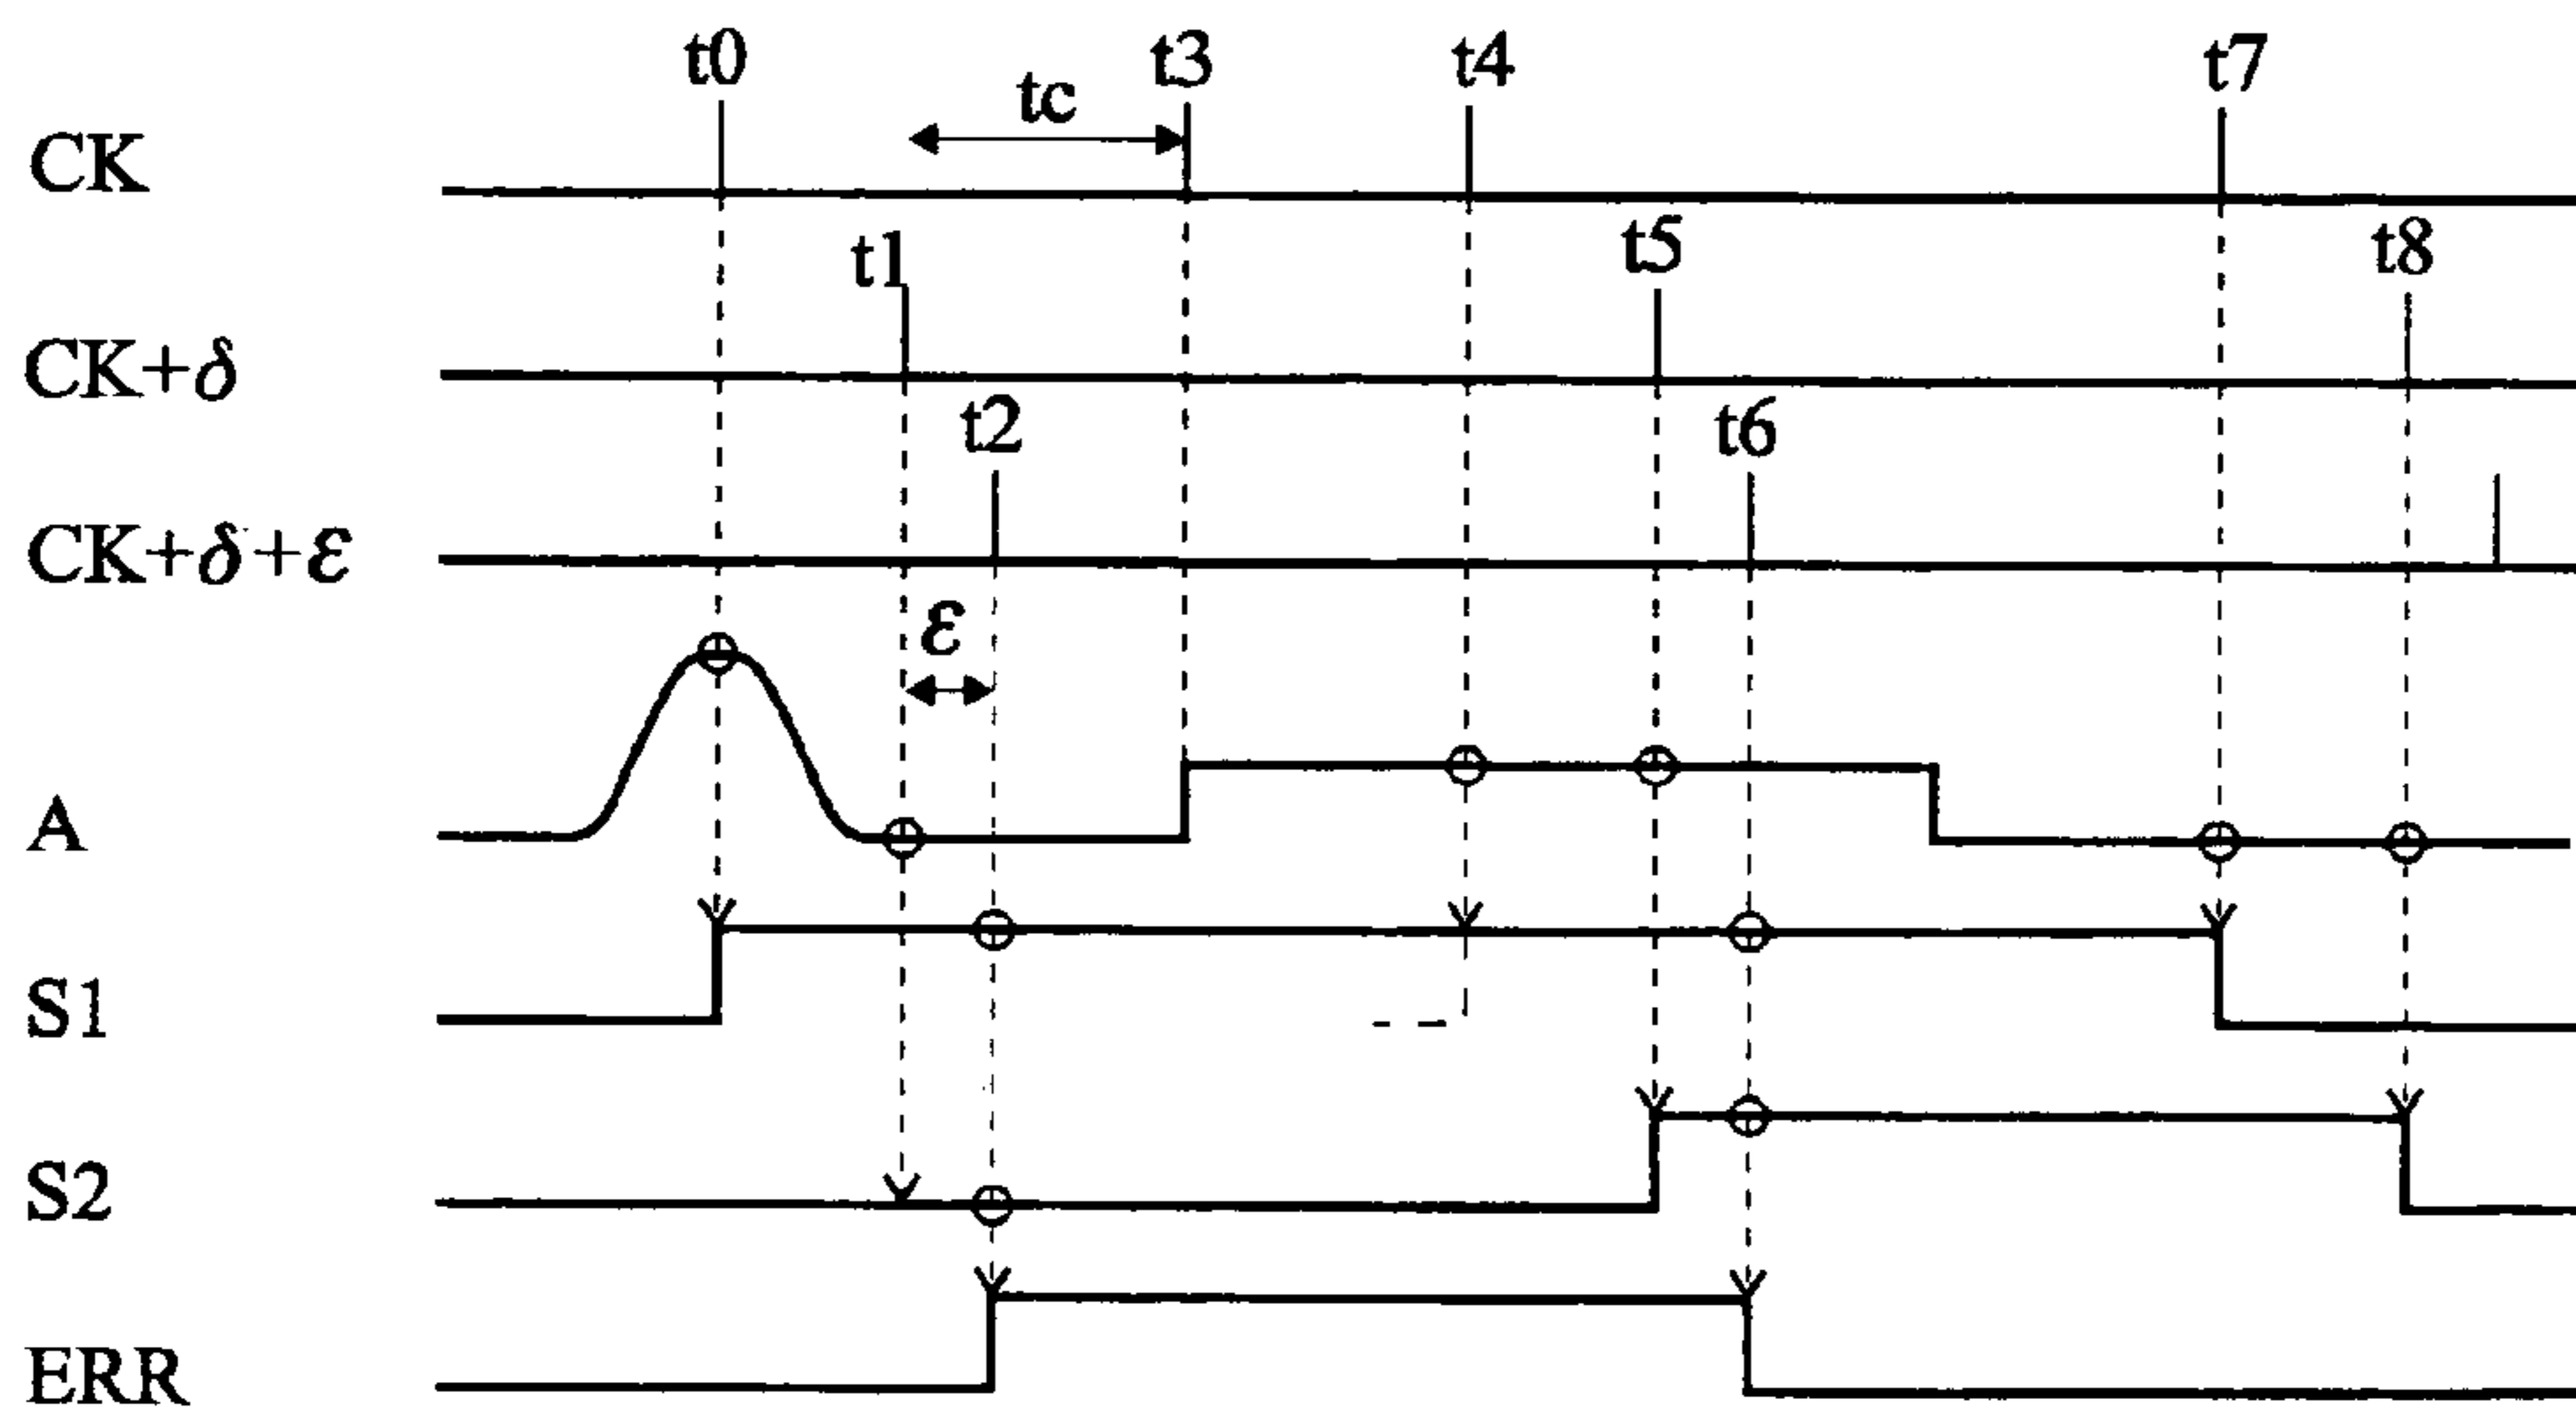 t0 t3 t4 t7
tc
CK
t1 t5 t8
CK+δ
t2 t6
CK+δ+ε
ε
A
S1
S2
ERR